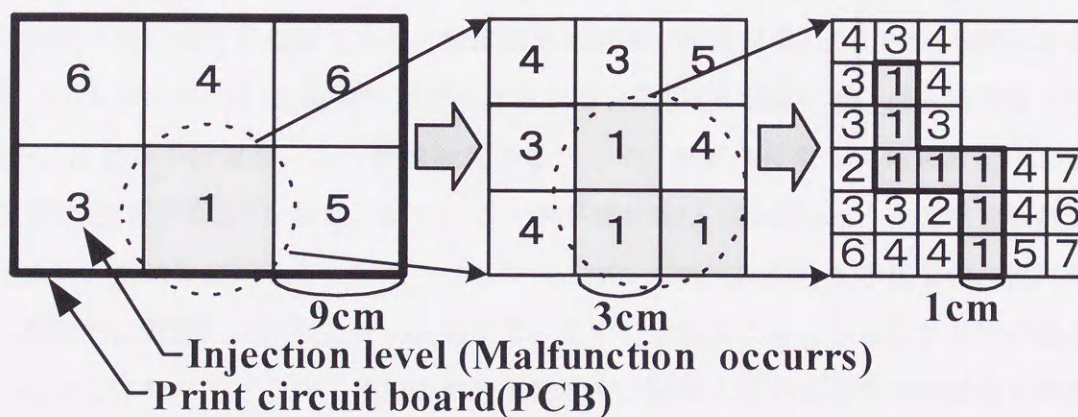 6 4 6
3 1 5
4 3 5
3 1 4
4 1 1
4 3 4
3 1 4
3 1 3
2 1 1 1 4 7
3 3 2 1 4 6
6 4 4 1 5 7
9cm
3cm
1cm
Injection level (Malfunction occurrs)
Print circuit board(PCB)